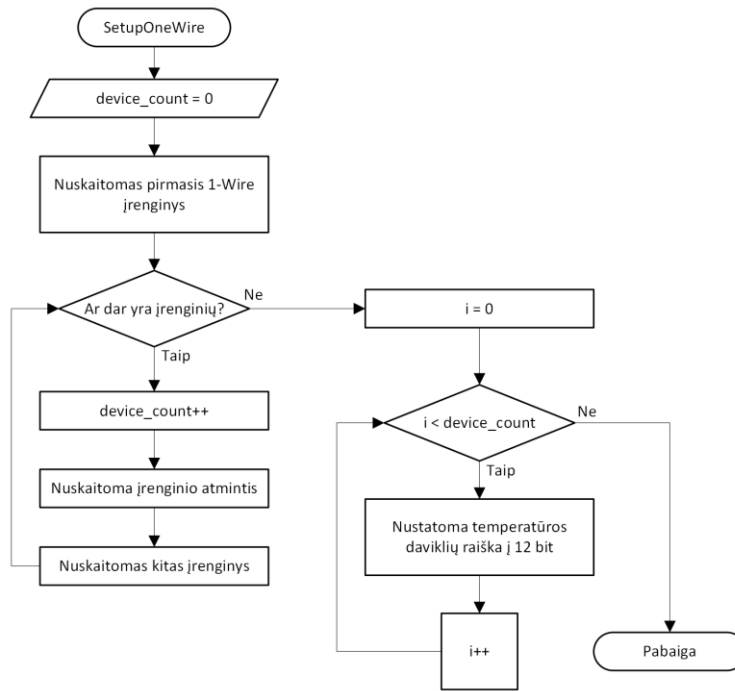 SetupOneWire
device_count = 0
Nuskaitomas pirmasis 1-Wire
įrenginys
Ar dar yra įrenginių?
Ne
Taip
device_count++
Nuskaitoma įrenginio atmintis
Nuskaitomas kitas įrenginys
i = 0
i < device_count
Ne
Taip
Nustatoma temperatūros
daviklių raiška į 12 bit
i++
Pabaiga